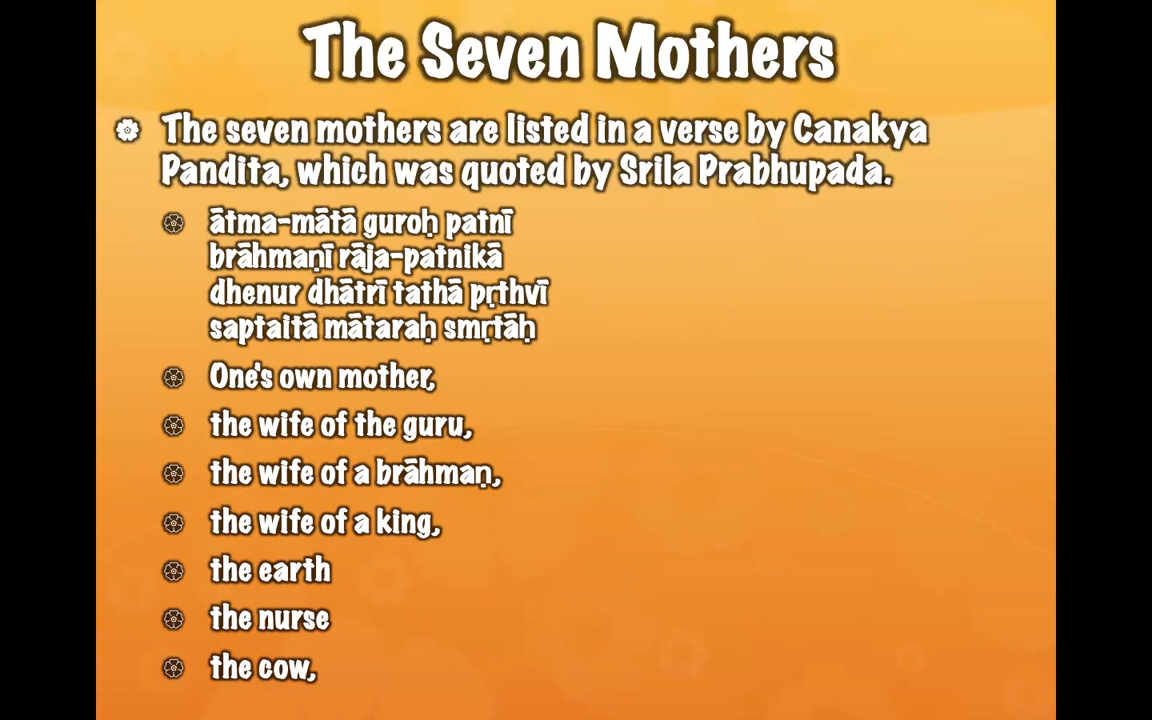 The Seven Mothers
The seven mothers are listed in a verse by Canakya
Pandita, which was quoted by Srila Prabhupada.
ātma-mātā guroḥ patnī
brāhmaṇī rāja-patnikā
dhenur dhātrī tathā pṛthvī
saptaitā mātaraḥ smṛtāḥ
One's own mother,
the wife of the guru,
the wife of a brāhmaṇ,
the wife of a king,
the earth
the nurse
the cow,